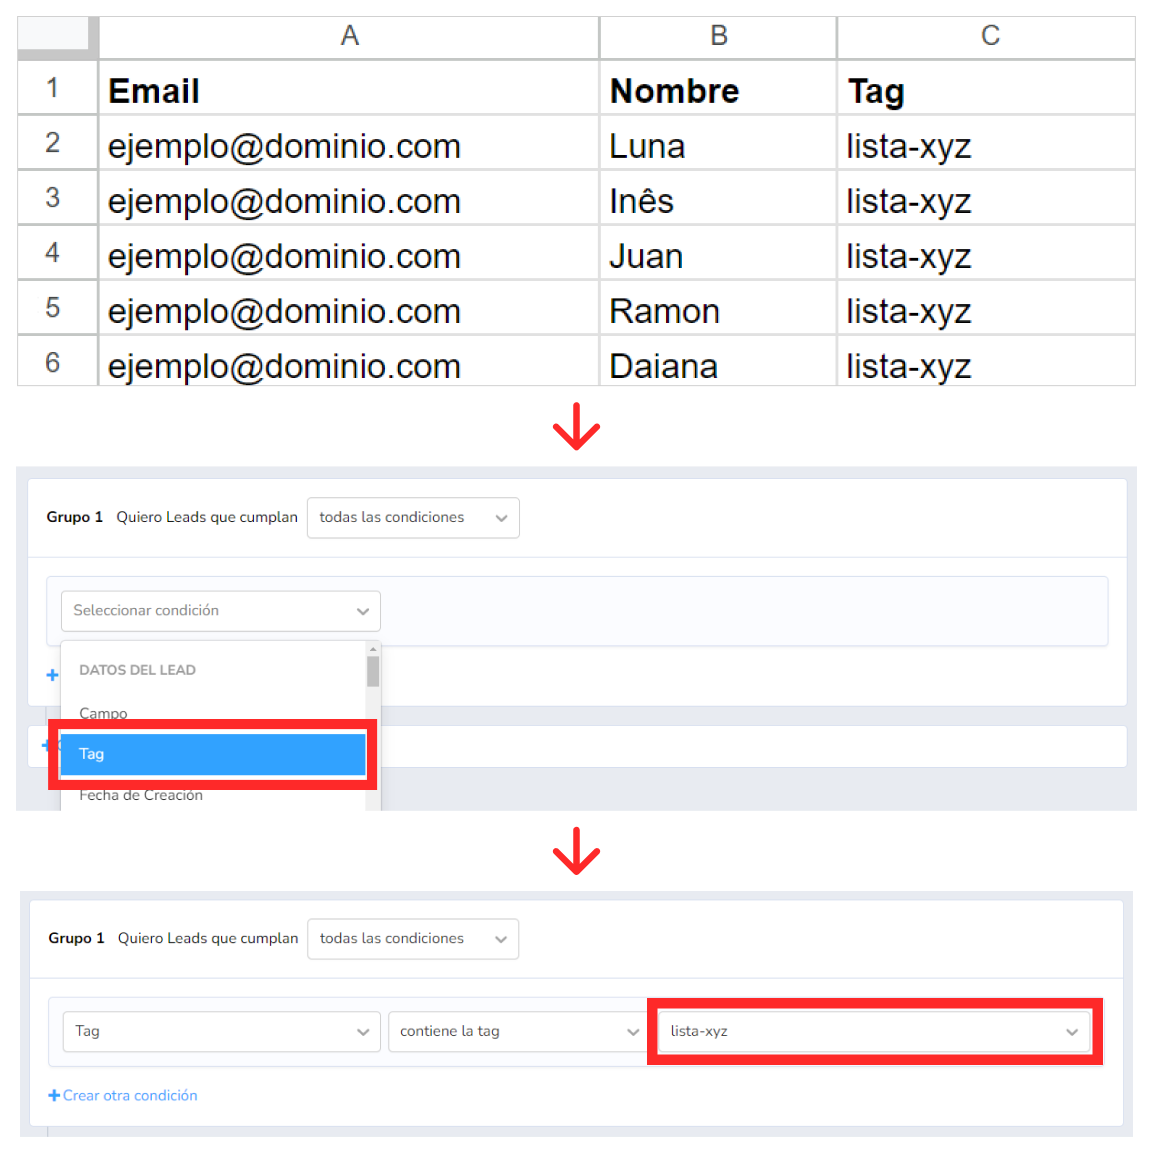 A B C
1 Email Nombre Tag
2 ejemplo@dominio.com Luna lista-xyz
3 ejemplo@dominio.com Inês lista-xyz
4 ejemplo@dominio.com Juan lista-xyz
5 ejemplo@dominio.com Ramon lista-xyz
6 ejemplo@dominio.com Daiana lista-xyz
Grupo 1 Quiero Leads que cumplan todas las condiciones
Seleccionar condición
DATOS DEL LEAD
+
Campo
+
Tag
Fecha de Creación
Grupo 1 Quiero Leads que cumplan todas las condiciones
Tag contiene la tag lista-xyz
+ Crear otra condición